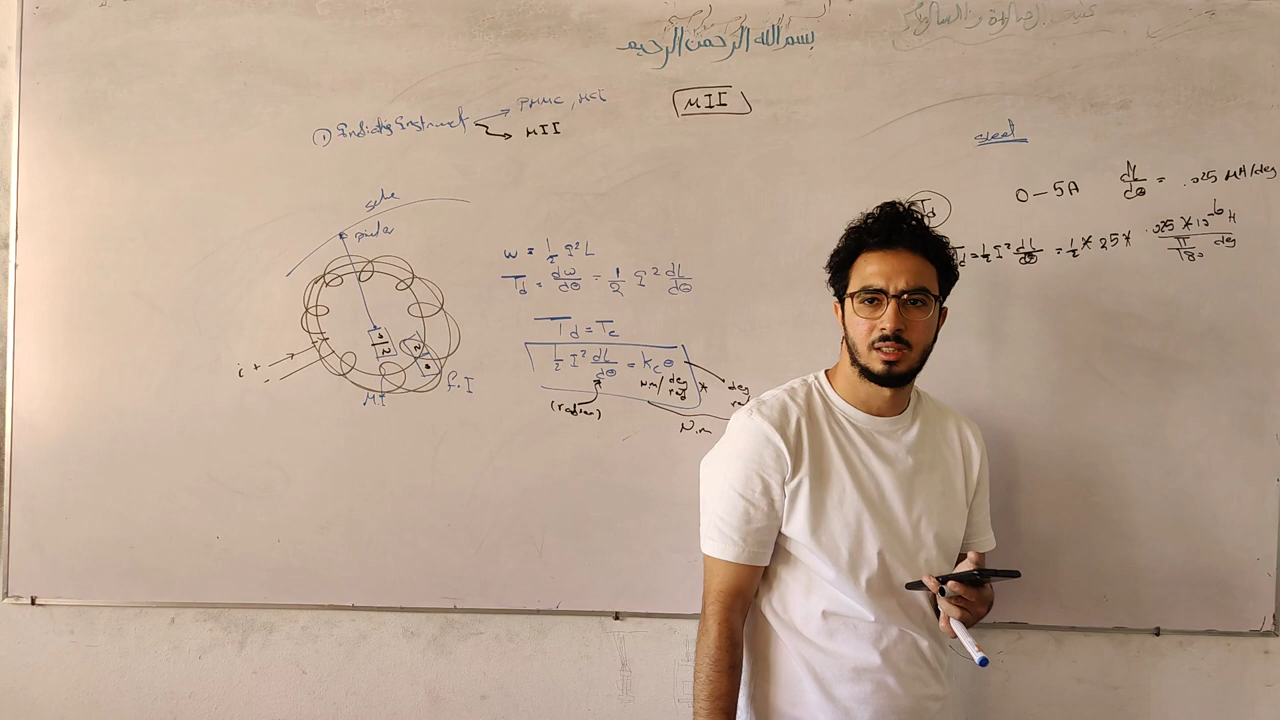 بسم الله الرحمن الرحيم
MII
① Indicating Instrument
PMMC, MCI
MII
steel
scale
pointer
i +
-
M.I
F.I
W = 1/2 I² L
Td = dw/dθ = 1/2 I² dL/dθ
Td = Tc
1/2 I² dL/dθ = Kc θ
N.m/ deg rad
*
deg
(radian)
N.m
Td
0 – 5A dL/dθ = .025 MH/deg
Td = 1/2 I² dL/dθ = 1/2 * 25 * .025 * 10⁻⁶ H / π/180 deg